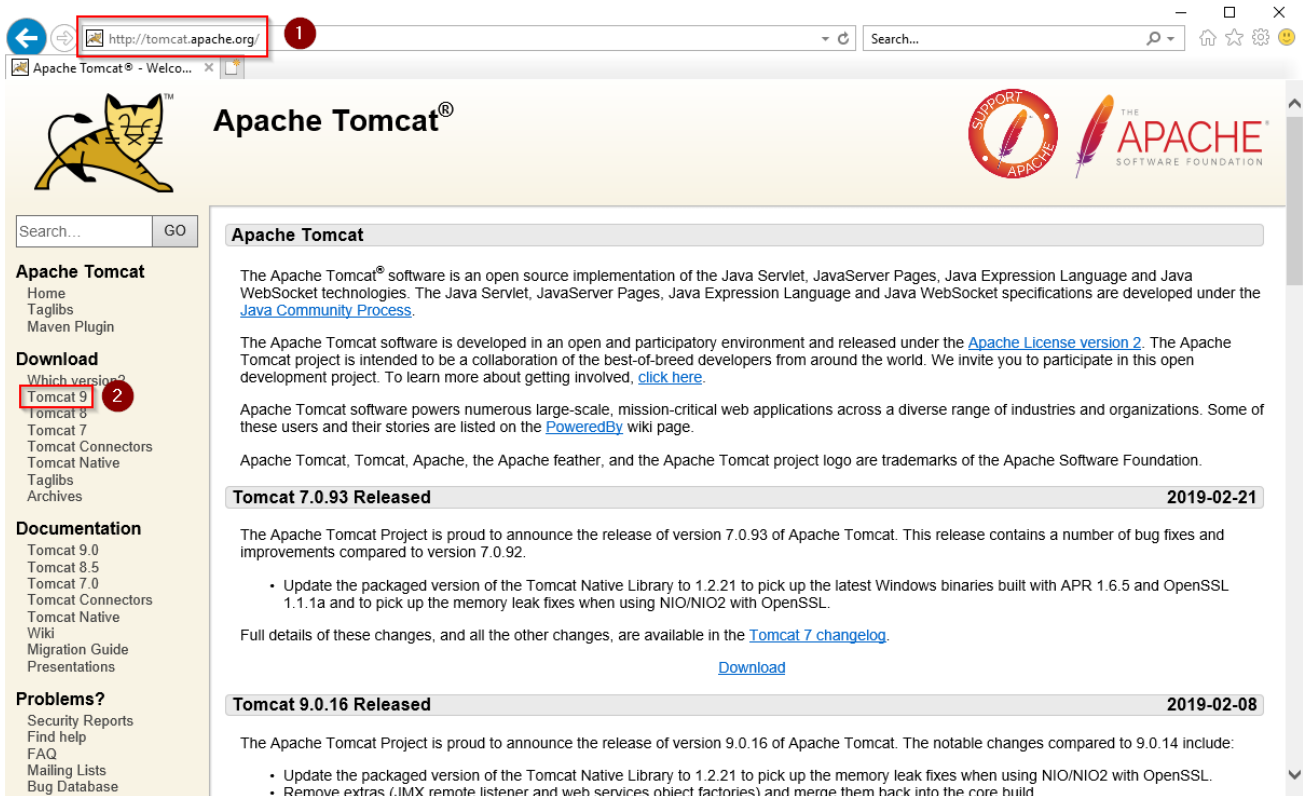 http://tomcat.apache.org/
1
Search...
Apache Tomcat® - Welco...
TM
Apache Tomcat®
SUPPORT
APACHE
THE
APACHE®
SOFTWARE FOUNDATION
Search...
GO
Apache Tomcat
Home
Taglibs
Maven Plugin
Download
Which version?
Tomcat 9
2
Tomcat 8
Tomcat 7
Tomcat Connectors
Tomcat Native
Taglibs
Archives
Documentation
Tomcat 9.0
Tomcat 8.5
Tomcat 7.0
Tomcat Connectors
Tomcat Native
Wiki
Migration Guide
Presentations
Problems?
Security Reports
Find help
FAQ
Mailing Lists
Bug Database
Apache Tomcat
The Apache Tomcat® software is an open source implementation of the Java Servlet, JavaServer Pages, Java Expression Language and Java
WebSocket technologies. The Java Servlet, JavaServer Pages, Java Expression Language and Java WebSocket specifications are developed under the
Java Community Process.
The Apache Tomcat software is developed in an open and participatory environment and released under the Apache License version 2. The Apache
Tomcat project is intended to be a collaboration of the best-of-breed developers from around the world. We invite you to participate in this open
development project. To learn more about getting involved, click here.
Apache Tomcat software powers numerous large-scale, mission-critical web applications across a diverse range of industries and organizations. Some of
these users and their stories are listed on the PoweredBy wiki page.
Apache Tomcat, Tomcat, Apache, the Apache feather, and the Apache Tomcat project logo are trademarks of the Apache Software Foundation.
Tomcat 7.0.93 Released
2019-02-21
The Apache Tomcat Project is proud to announce the release of version 7.0.93 of Apache Tomcat. This release contains a number of bug fixes and
improvements compared to version 7.0.92.
• Update the packaged version of the Tomcat Native Library to 1.2.21 to pick up the latest Windows binaries built with APR 1.6.5 and OpenSSL
1.1.1a and to pick up the memory leak fixes when using NIO/NIO2 with OpenSSL.
Full details of these changes, and all the other changes, are available in the Tomcat 7 changelog.
Download
Tomcat 9.0.16 Released
2019-02-08
The Apache Tomcat Project is proud to announce the release of version 9.0.16 of Apache Tomcat. The notable changes compared to 9.0.14 include:
• Update the packaged version of the Tomcat Native Library to 1.2.21 to pick up the memory leak fixes when using NIO/NIO2 with OpenSSL.
• Remove extras (JMX remote listener and web services object factories) and merge them back into the core build.